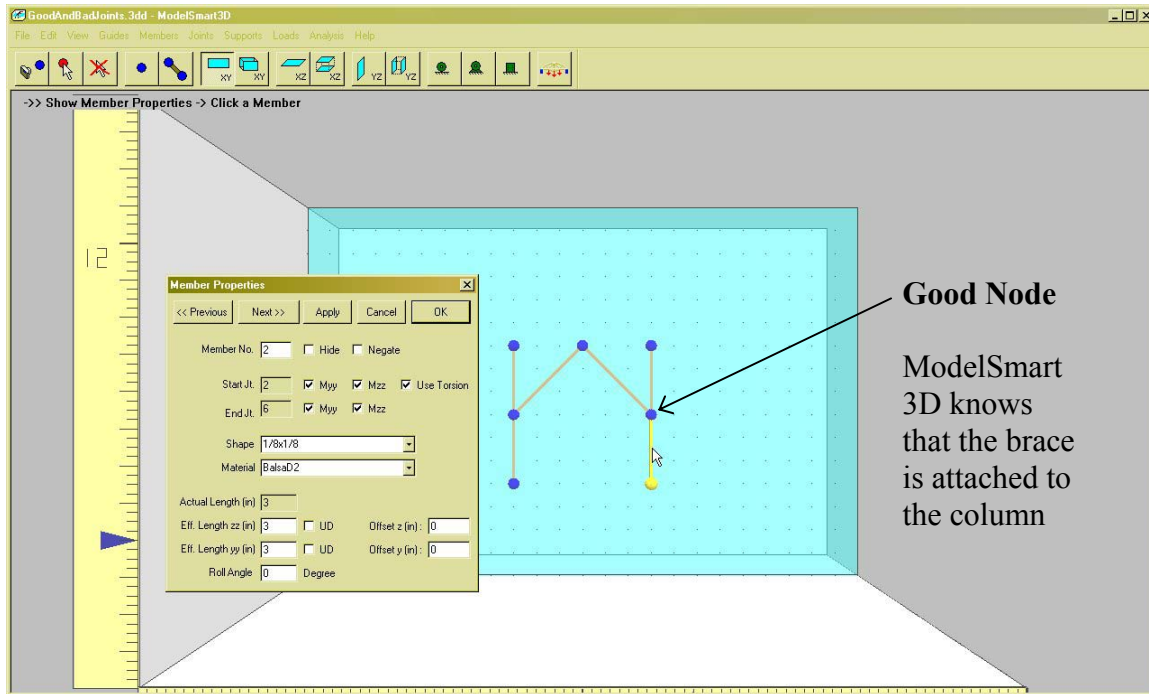 GoodAndBadJoints.3dd - ModelSmart3D
File Edit View Guides Members Joints Supports Loads Analysis Help
XY XY XZ XZ YZ YZ
->> Show Member Properties -> Click a Member
12
Member Properties
<< Previous Next >> Apply Cancel OK
Member No. 2 Hide Negate
Start Jt. 2 Myy Mzz Use Torsion
End Jt. 6 Myy Mzz
Shape 1/8x1/8
Material BalsaD2
Actual Length (in) 3
Eff. Length zz (in) 3 UD Offset z (in) : 0
Eff. Length yy (in) 3 UD Offset y (in) : 0
Roll Angle 0 Degree
Good Node
ModelSmart
3D knows
that the brace
is attached to
the column